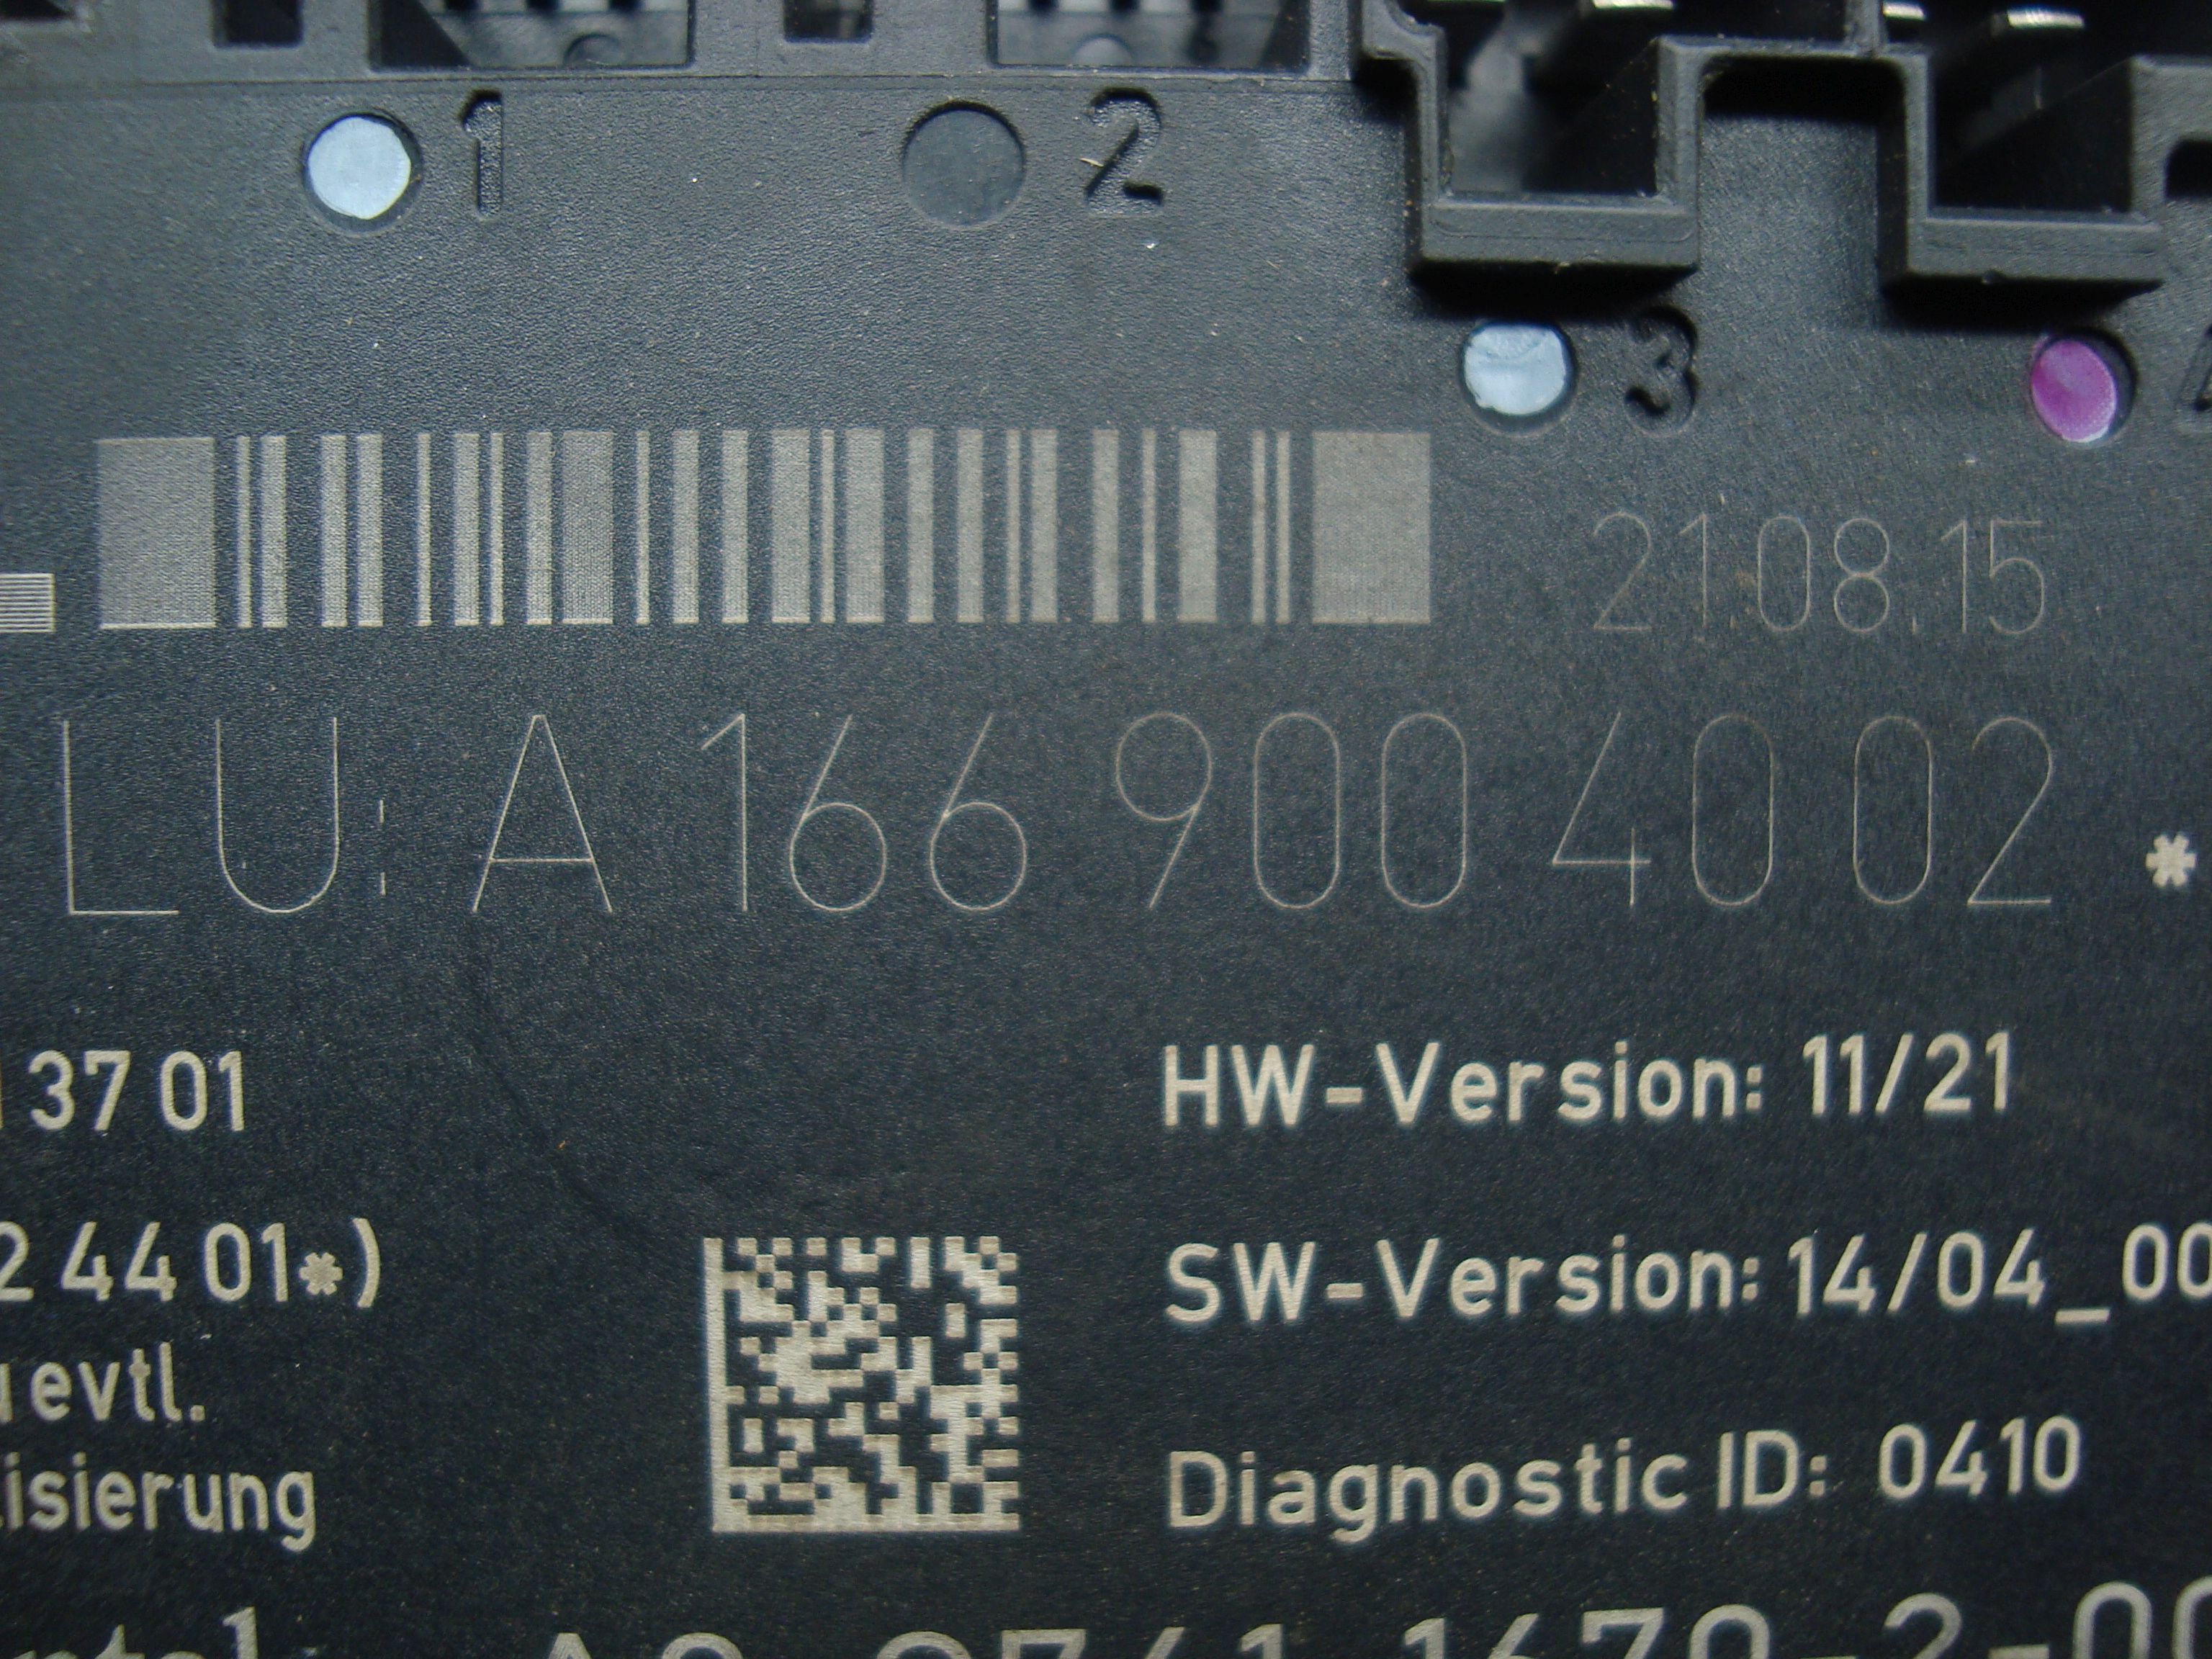 1
2
3
21.08.15
LU: A 166 900 40 02 *
37 01
HW-Version: 11/21
2 44 01*)
SW-Version: 14/04_00
evtl.
isierung
Diagnostic ID: 0410